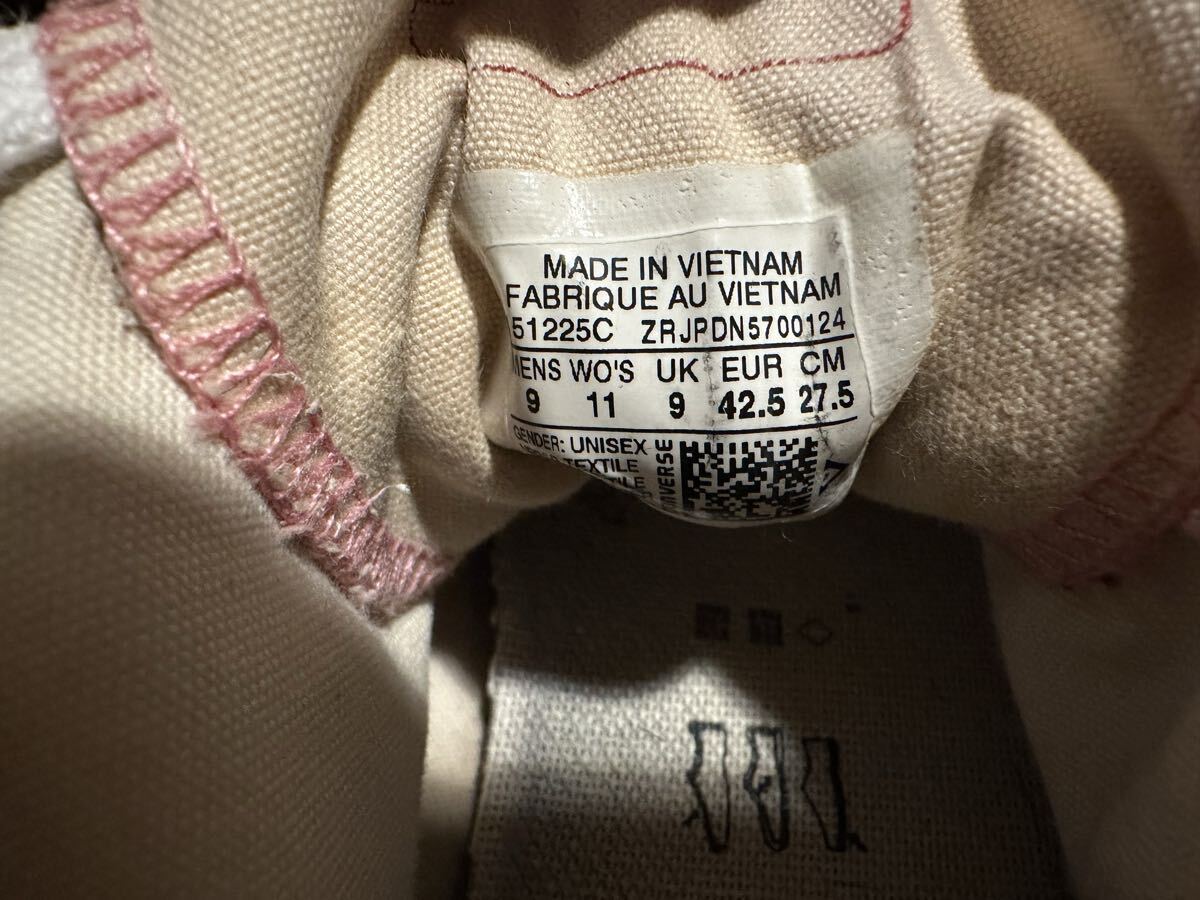 MADE IN VIETNAM
FABRIQUE AU VIETNAM
51225C ZRJPDN5700124
MENS WO'S UK EUR CM
9 11 9 42.5 27.5
GENDER: UNISEX
TEXTILE
CONVERSE